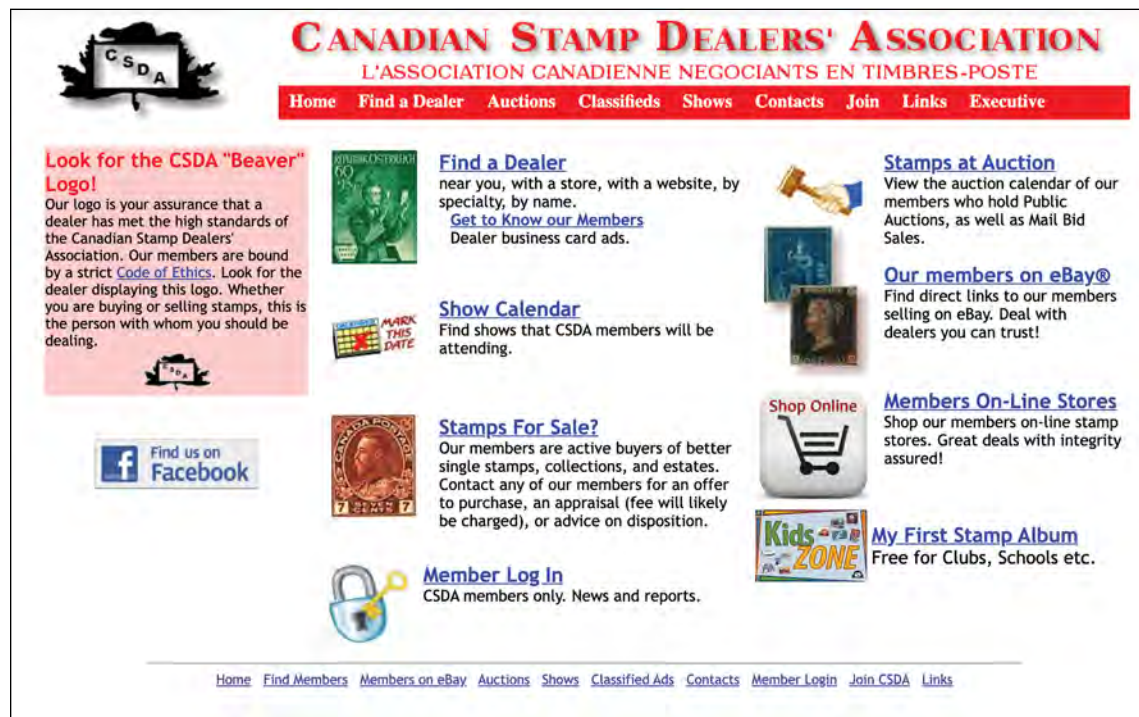 CSDA
CANADIAN STAMP DEALERS' ASSOCIATION
L'ASSOCIATION CANADIENNE NEGOCIANTS EN TIMBRES-POSTE
Home Find a Dealer Auctions Classifieds Shows Contacts Join Links Executive
Look for the CSDA "Beaver"
Logo!
Our logo is your assurance that a
dealer has met the high standards of
the Canadian Stamp Dealers'
Association. Our members are bound
by a strict Code of Ethics. Look for the
dealer displaying this logo. Whether
you are buying or selling stamps, this is
the person with whom you should be
dealing.
CSDA
Find us on
Facebook
REPUBLIK ÖSTERREICH
60
Find a Dealer
near you, with a store, with a website, by
specialty, by name.
Get to Know our Members
Dealer business card ads.
MARK
THIS
DATE
Show Calendar
Find shows that CSDA members will be
attending.
CANADA POSTAGE
7 SEVEN CENTS 7
Stamps For Sale?
Our members are active buyers of better
single stamps, collections, and estates.
Contact any of our members for an offer
to purchase, an appraisal (fee will likely
be charged), or advice on disposition.
Member Log In
CSDA members only. News and reports.
Stamps at Auction
View the auction calendar of our
members who hold Public
Auctions, as well as Mail Bid
Sales.
Our members on eBay®
Find direct links to our members
selling on eBay. Deal with
dealers you can trust!
Shop Online
Members On-Line Stores
Shop our members on-line stamp
stores. Great deals with integrity
assured!
Kids
ZONE
My First Stamp Album
Free for Clubs, Schools etc.
Home Find Members Members on eBay Auctions Shows Classified Ads Contacts Member Login Join CSDA Links